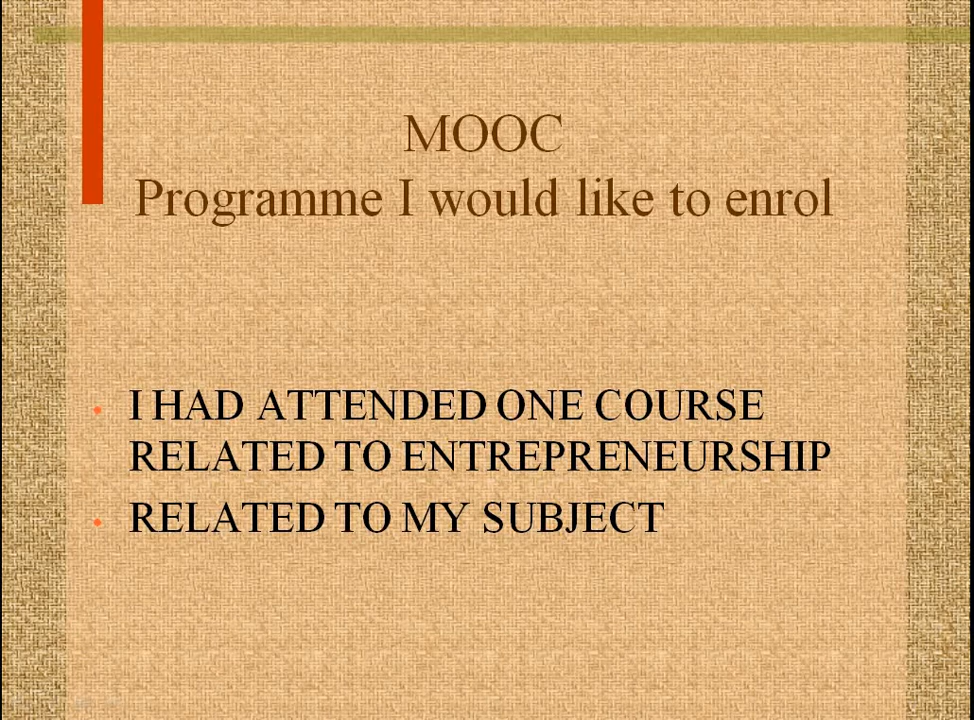 MOOC
Programme I would like to enrol
• I HAD ATTENDED ONE COURSE
RELATED TO ENTREPRENEURSHIP
• RELATED TO MY SUBJECT